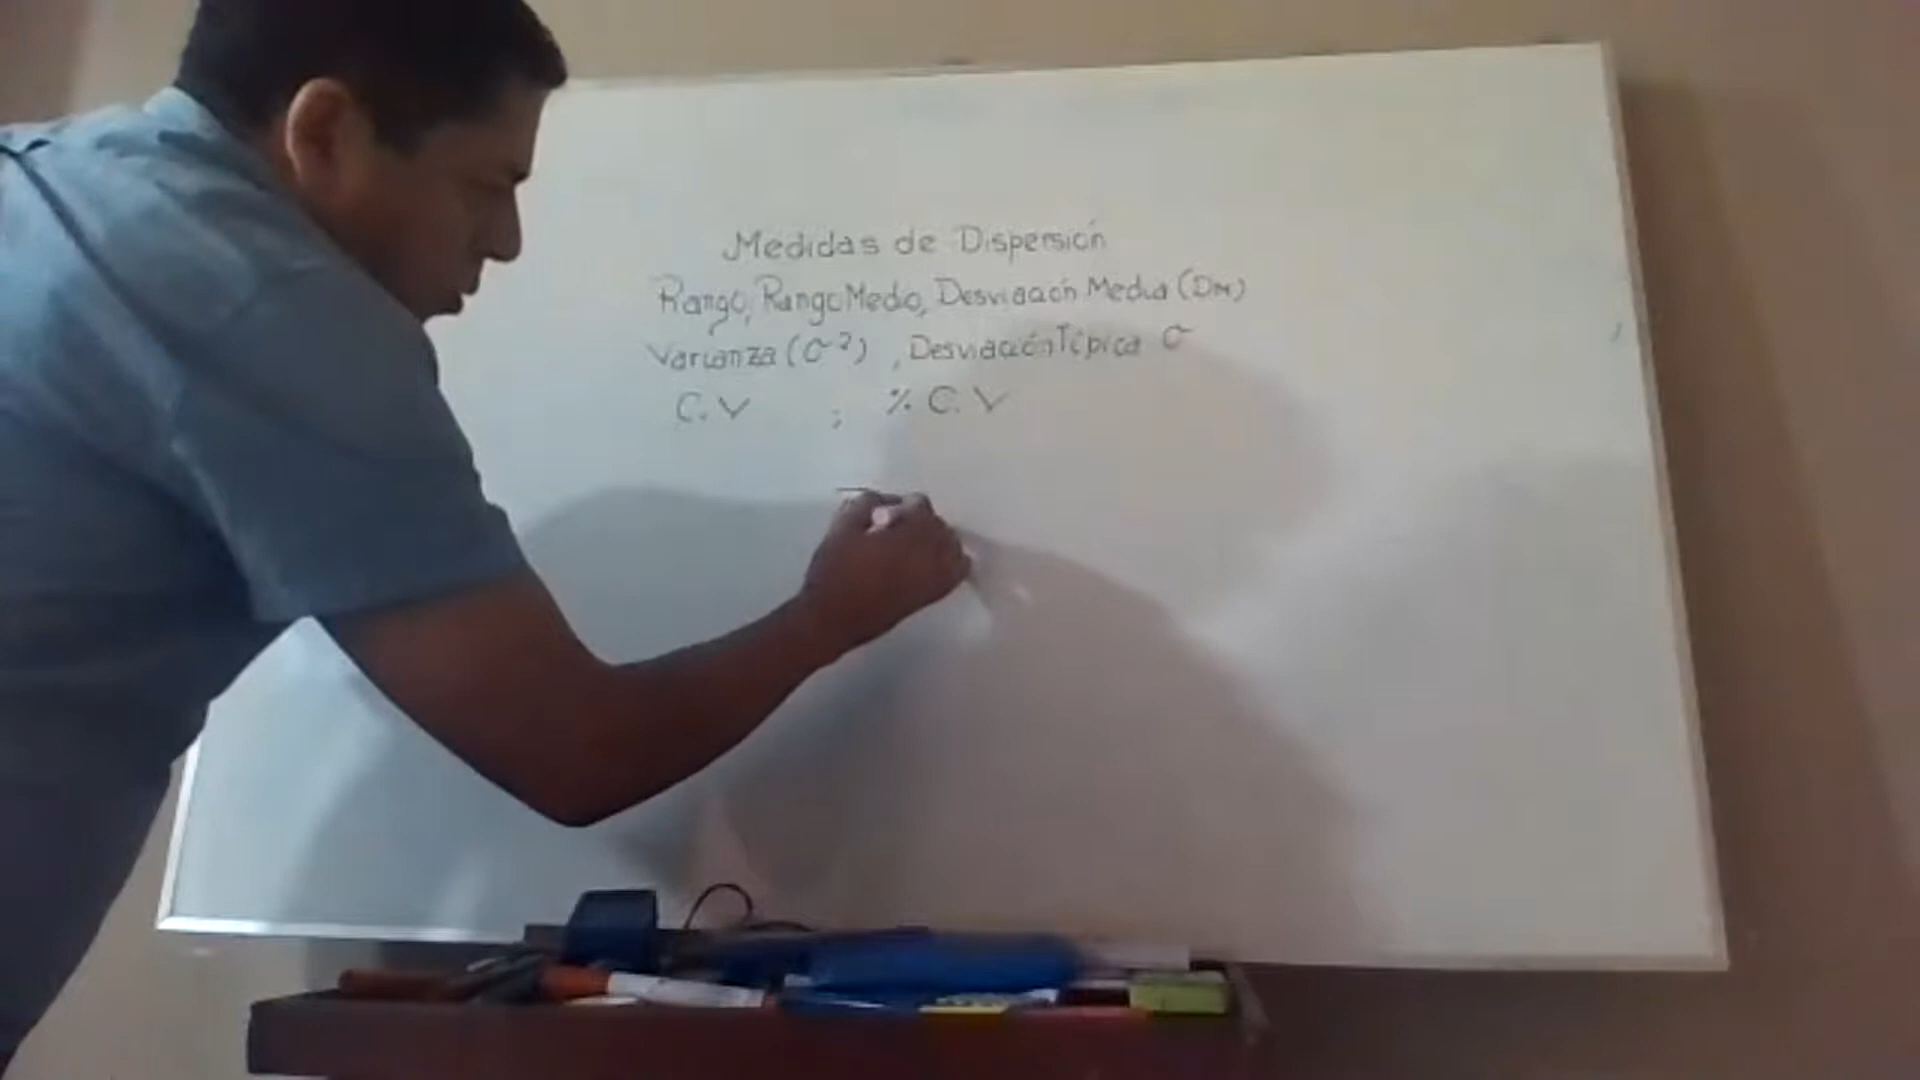 Medidas de Dispersión
Rango, Rango Medio, Desviación Media (DM)
Varianza (σ²) , Desviación Típica σ
C. V ; % C. V